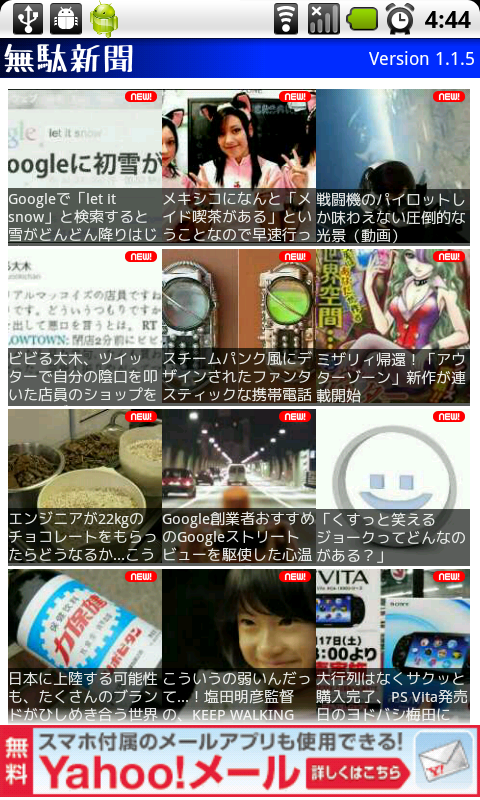 4:44
無駄新聞
Version 1.1.5
NEW!
NEW!
NEW!
let it snow
oogleに初雪が
Googleで「let it
snow」と検索すると
雪がどんどん降りはじ
メキシコになんと「メ
イド喫茶がある」とい
うことなので早速行っ
戦闘機のパイロットし
か味わえない圧倒的な
光景（動画）
NEW!
NEW!
NEW!
る大木
リアルマッコイズの店員ですね
出して悪口を言うとは。 RT
LOWTOWN: 閉店2分前に
世界
空間…
ビビる大木、ツイッ
ターで自分の陰口を叩
いた店員のショップを
スチームパンク風にデ
ザインされたファンタ
スティックな携帯電話
ミザリィ帰還！「アウ
ターゾーン」新作が連
載開始
NEW!
NEW!
NEW!
エンジニアが22kgの
チョコレートをもらっ
たらどうなるか…こう
Google創業者おすすめ
のGoogleストリート
ビューを駆使した心温
「くすっと笑える
ジョークってどんなの
がある？」
NEW!
NEW!
NEW!
保健飲料
力保健
VITA
SONY
PS VITA
17日(土)
:00より
日本に上陸する可能性
も、たくさんのブラン
ドがひしめき合う世界
こういうの弱いんだっ
て…！塩田明彦監督
の、KEEP WALKING
大行列はなくサクッと
購入完了、PS Vita発売
日のヨドバシ梅田に
無料
スマホ付属のメールアプリも使用できる!
Yahoo!メール
詳しくはこちら
Y!